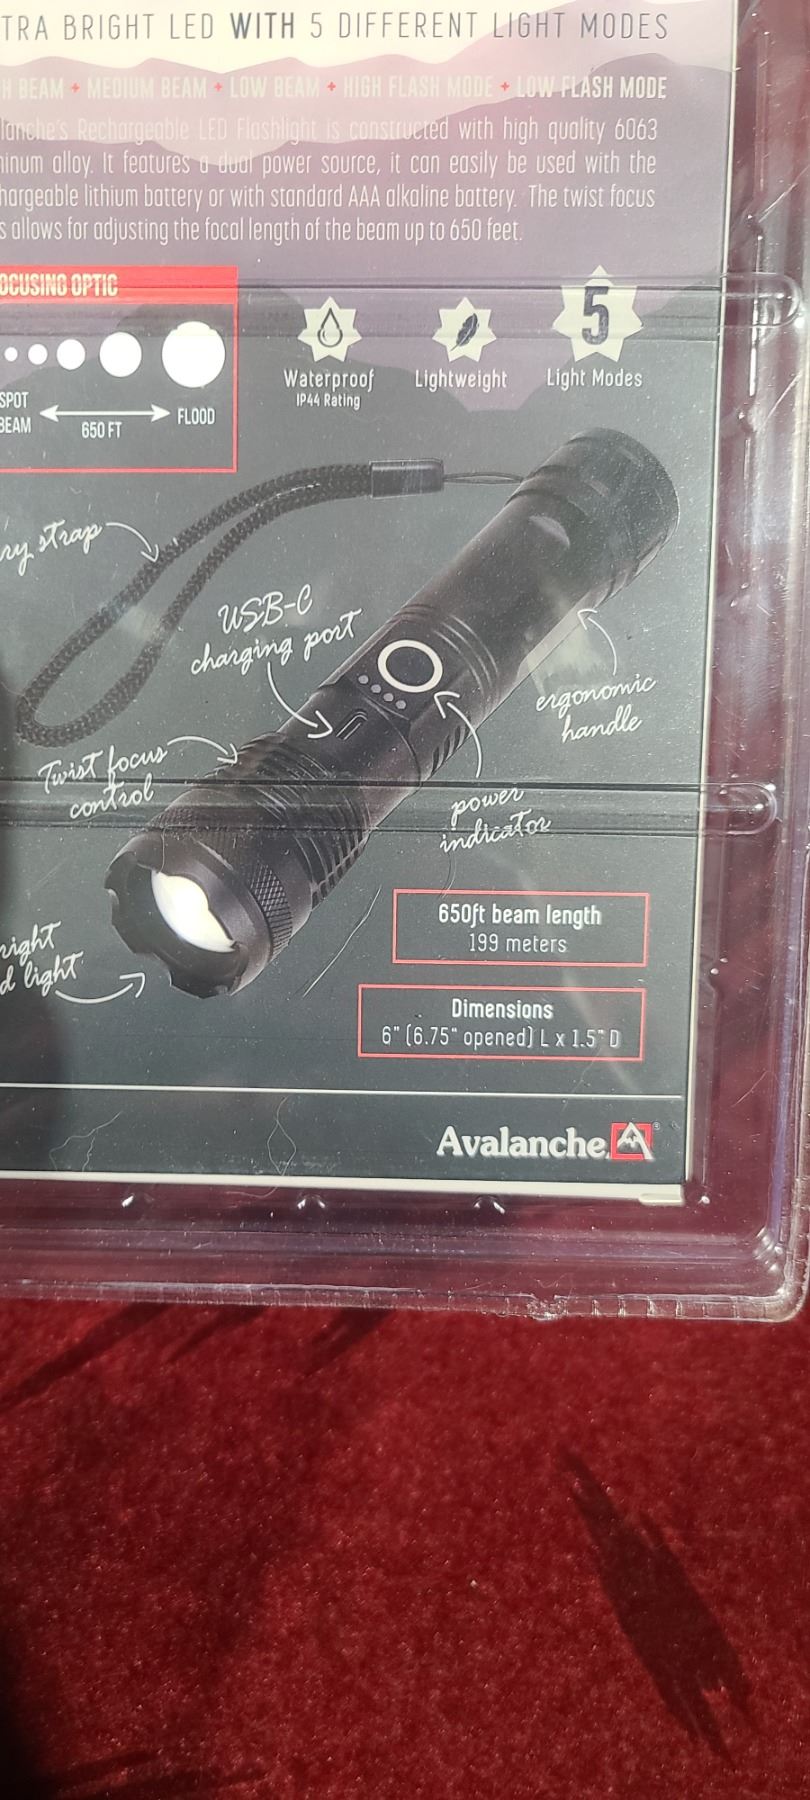 TRA BRIGHT LED WITH 5 DIFFERENT LIGHT MODES
H BEAM + MEDIUM BEAM + LOW BEAM + HIGH FLASH MODE + LOW FLASH MODE
lanche's Rechargeable LED Flashlight is constructed with high quality 6063
inum alloy. It features a dual power source, it can easily be used with the
hargeable lithium battery or with standard AAA alkaline battery. The twist focus
s allows for adjusting the focal length of the beam up to 650 feet.
OCUSING OPTIC
SPOT
BEAM
650 FT
FLOOD
Waterproof
IP44 Rating
Lightweight
5
Light Modes
ry strap
USB-C
charging port
ergonomic
handle
Twist focus
control
power
indicator
right
d light
650ft beam length
199 meters
Dimensions
6" (6.75" opened) L x 1.5" D
Avalanche ®